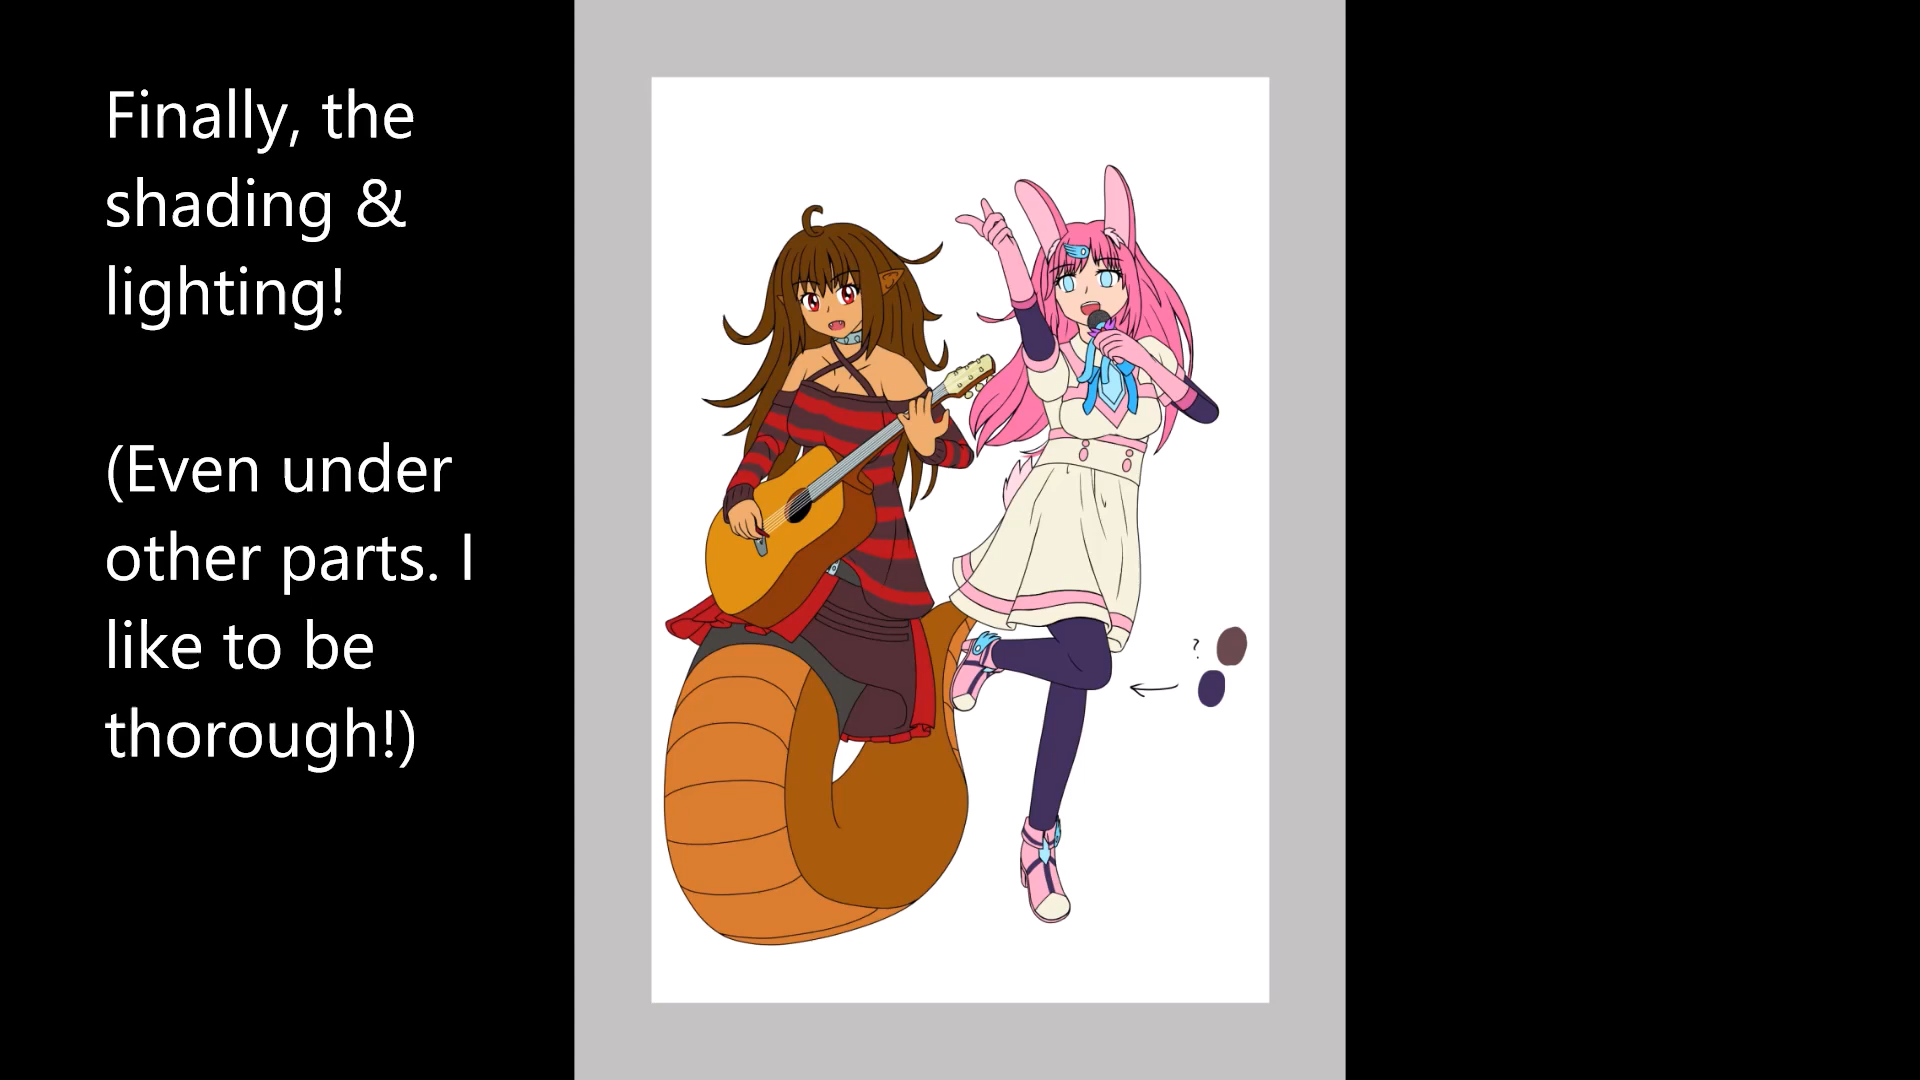 Finally, the
shading &
lighting!
(Even under
other parts. I
like to be
thorough!)
?